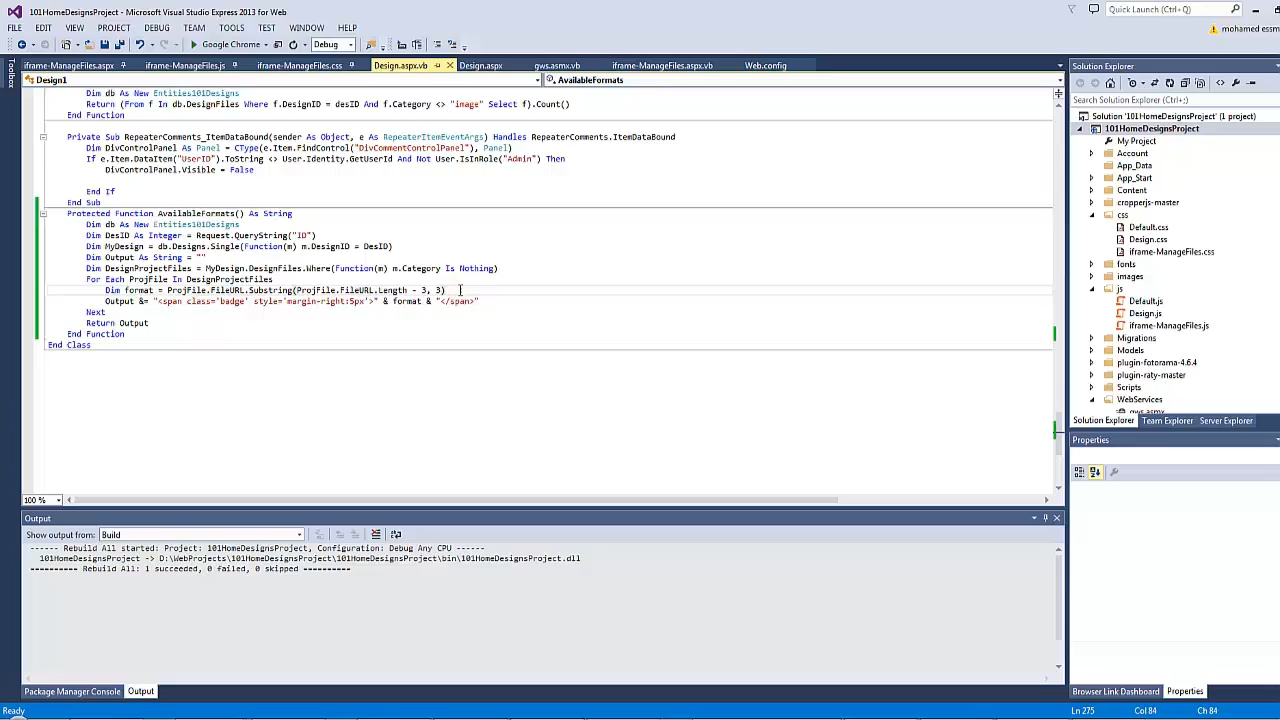 101HomeDesignsProject - Microsoft Visual Studio Express 2013 for Web
Quick Launch (Ctrl+Q)
FILE EDIT VIEW PROJECT DEBUG TEAM TOOLS TEST WINDOW HELP
mohamed essm
Google Chrome Debug
Toolbox
iframe-ManageFiles.aspx iframe-ManageFiles.js iframe-ManageFiles.css Design.aspx.vb Design.aspx gws.asmx.vb iframe-ManageFiles.aspx.vb Web.config
Design1 AvailableFormats
Dim db As New Entities101Designs
Return (From f In db.DesignFiles Where f.DesignID = desID And f.Category <> "image" Select f).Count()
End Function
Private Sub RepeaterComments_ItemDataBound(sender As Object, e As RepeaterItemEventArgs) Handles RepeaterComments.ItemDataBound
Dim DivControlPanel As Panel = CType(e.Item.FindControl("DivCommentControlPanel"), Panel)
If e.Item.DataItem("UserID").ToString <> User.Identity.GetUserId And Not User.IsInRole("Admin") Then
DivControlPanel.Visible = False
End If
End Sub
Protected Function AvailableFormats() As String
Dim db As New Entities101Designs
Dim DesID As Integer = Request.QueryString("ID")
Dim MyDesign = db.Designs.Single(Function(m) m.DesignID = DesID)
Dim Output As String = ""
Dim DesignProjectFiles = MyDesign.DesignFiles.Where(Function(m) m.Category Is Nothing)
For Each ProjFile In DesignProjectFiles
Dim format = ProjFile.FileURL.Substring(ProjFile.FileURL.Length - 3, 3)
Output &= "<span class='badge' style='margin-right:5px'>" & format & "</span>"
Next
Return Output
End Function
End Class
100 %
Solution Explorer
Search Solution Explorer (Ctrl+;)
Solution '101HomeDesignsProject' (1 project)
101HomeDesignsProject
My Project
Account
App_Data
App_Start
Content
cropperjs-master
css
Default.css
Design.css
iframe-ManageFiles.css
fonts
images
js
Default.js
Design.js
iframe-ManageFiles.js
Migrations
Models
plugin-fotorama-4.6.4
plugin-raty-master
Scripts
WebServices
gws.asmx
Solution Explorer Team Explorer Server Explorer
Properties
Output
Show output from: Build
------ Rebuild All started: Project: 101HomeDesignsProject, Configuration: Debug Any CPU ------
101HomeDesignsProject -> D:\WebProjects\101HomeDesignsProject\101HomeDesignsProject\bin\101HomeDesignsProject.dll
========== Rebuild All: 1 succeeded, 0 failed, 0 skipped ==========
Package Manager Console Output
Browser Link Dashboard Properties
Ready Ln 275 Col 84 Ch 84